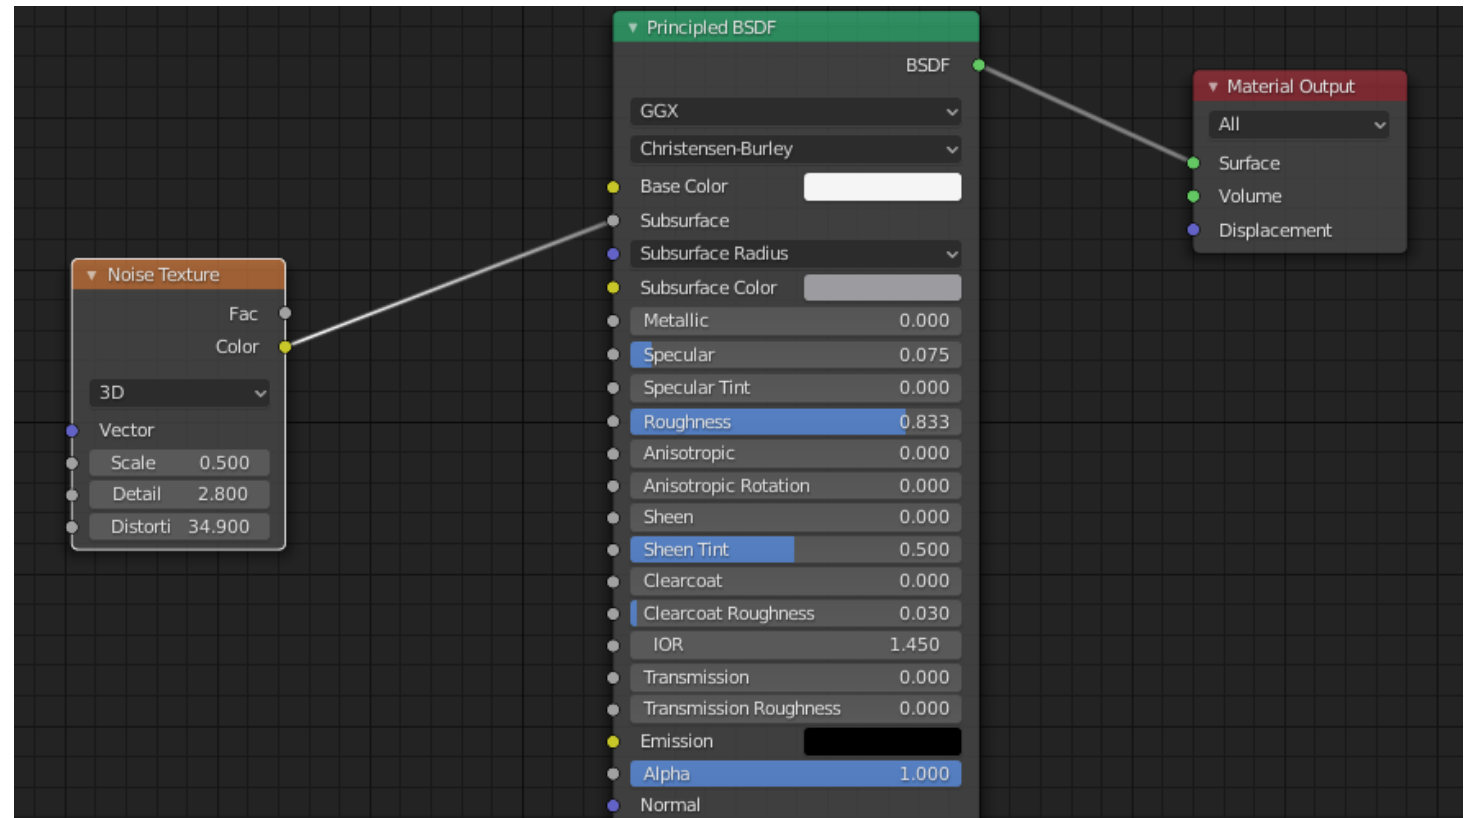 Noise Texture
Fac
Color
3D
Vector
Scale 0.500
Detail 2.800
Distorti 34.900
Principled BSDF
BSDF
GGX
Christensen-Burley
Base Color
Subsurface
Subsurface Radius
Subsurface Color
Metallic 0.000
Specular 0.075
Specular Tint 0.000
Roughness 0.833
Anisotropic 0.000
Anisotropic Rotation 0.000
Sheen 0.000
Sheen Tint 0.500
Clearcoat 0.000
Clearcoat Roughness 0.030
IOR 1.450
Transmission 0.000
Transmission Roughness 0.000
Emission
Alpha 1.000
Normal
Material Output
All
Surface
Volume
Displacement